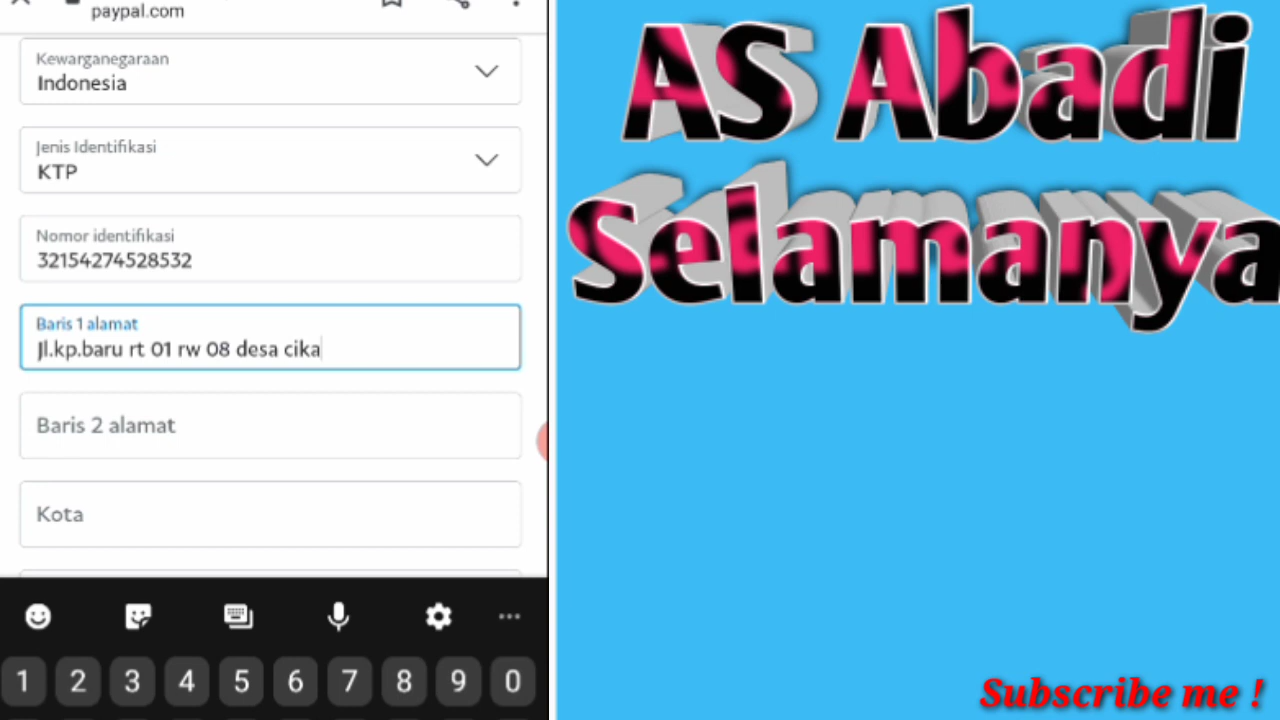 paypal.com
Kewarganegaraan
Indonesia
Jenis Identifikasi
KTP
Nomor identifikasi
32154274528532
Baris 1 alamat
Jl.kp.baru rt 01 rw 08 desa cika
Baris 2 alamat
Kota
1 2 3 4 5 6 7 8 9 0
AS Abadi
Selamanya
Subscribe me !